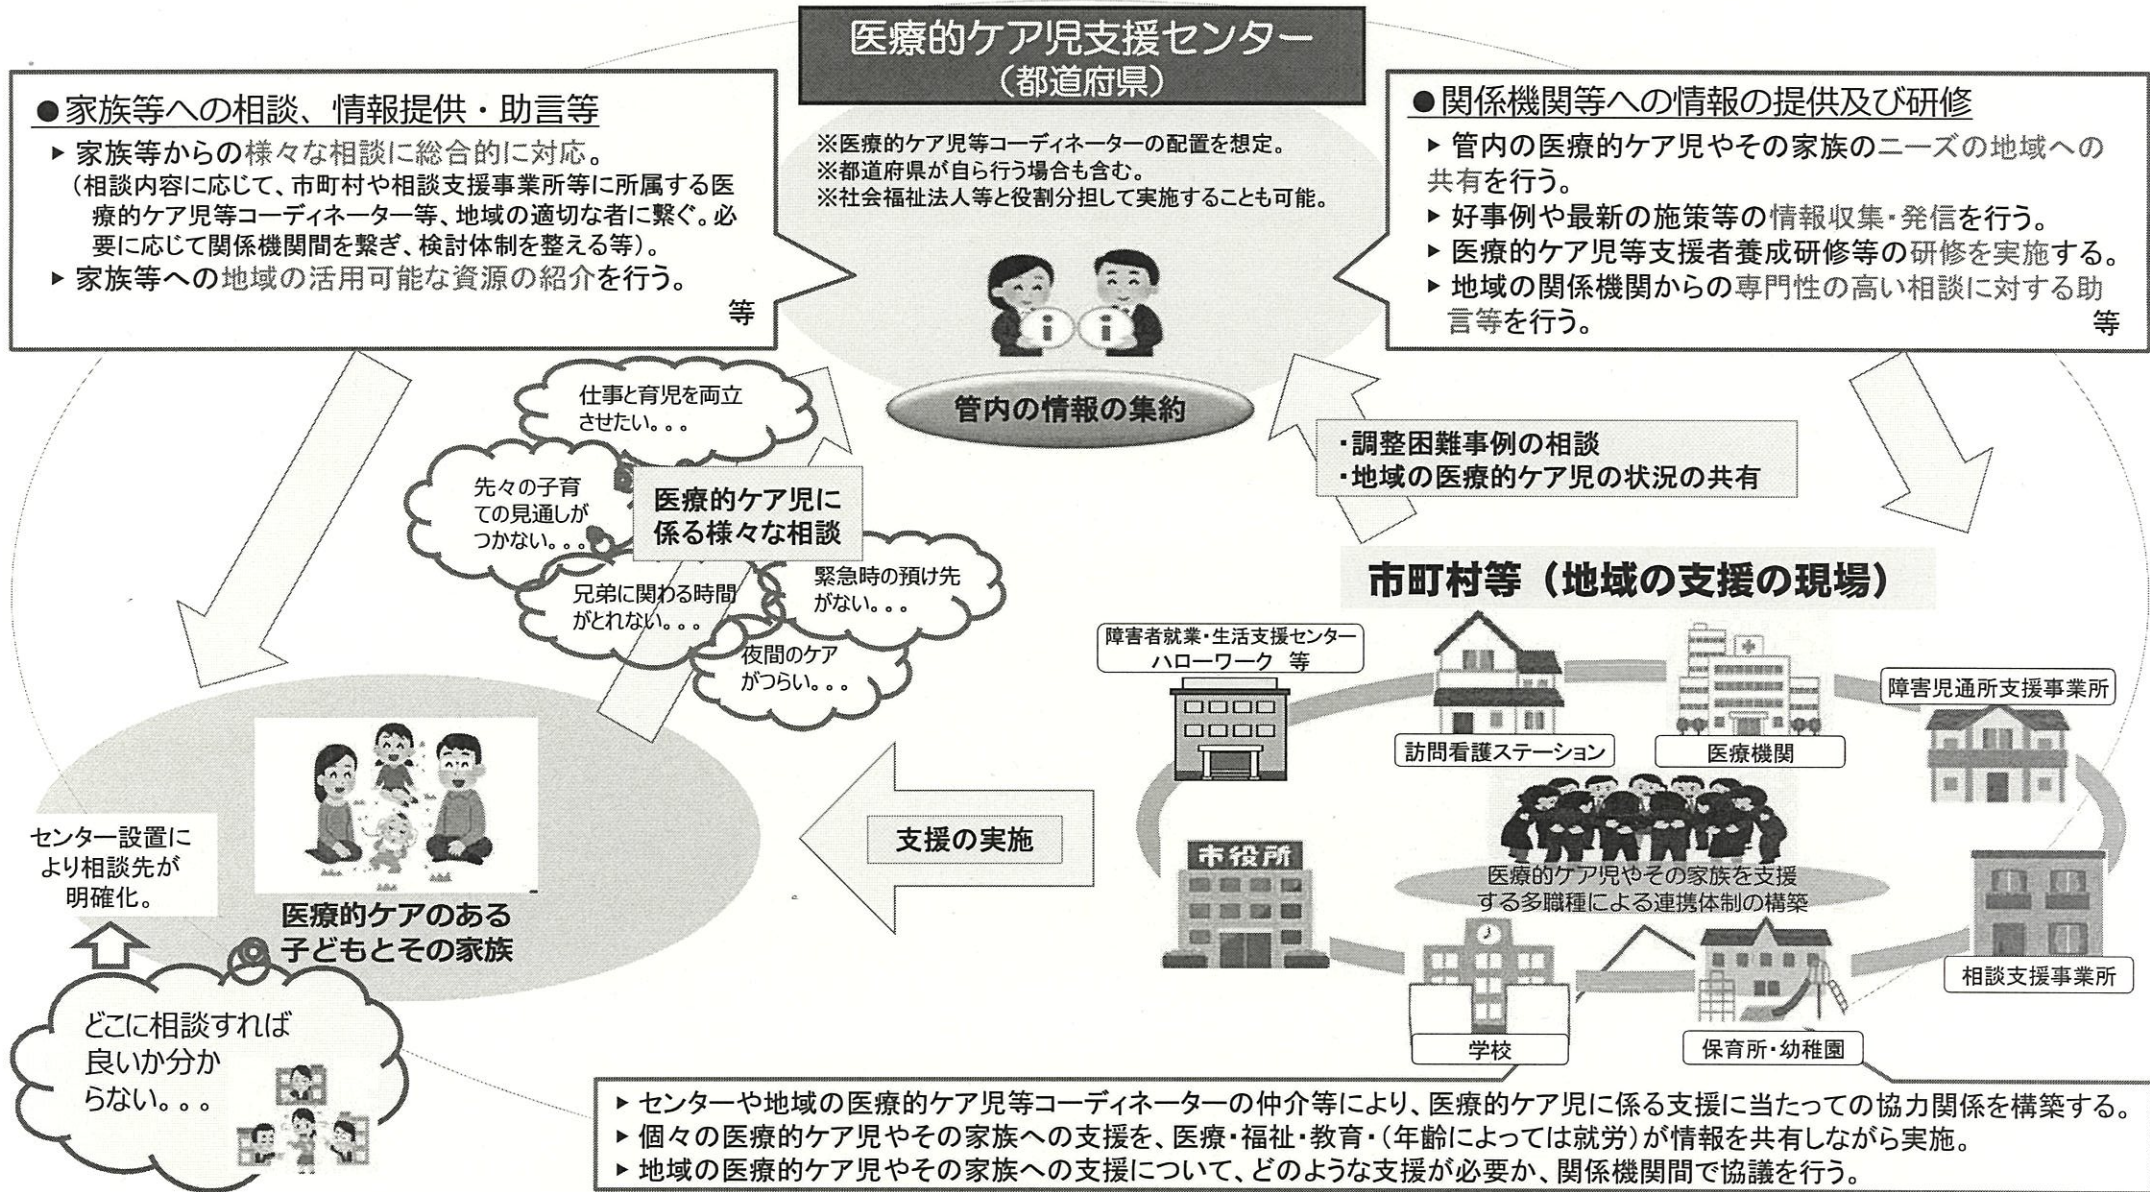 医療的ケア児支援センター
（都道府県）
●家族等への相談、情報提供・助言等
▶ 家族等からの様々な相談に総合的に対応。
（相談内容に応じて、市町村や相談支援事業所等に所属する医
療的ケア児等コーディネーター等、地域の適切な者に繋ぐ。必
要に応じて関係機関間を繋ぎ、検討体制を整える等）。
▶ 家族等への地域の活用可能な資源の紹介を行う。
等
※医療的ケア児等コーディネーターの配置を想定。
※都道府県が自ら行う場合も含む。
※社会福祉法人等と役割分担して実施することも可能。
i i
管内の情報の集約
●関係機関等への情報の提供及び研修
▶ 管内の医療的ケア児やその家族のニーズの地域への
共有を行う。
▶ 好事例や最新の施策等の情報収集・発信を行う。
▶ 医療的ケア児等支援者養成研修等の研修を実施する。
▶ 地域の関係機関からの専門性の高い相談に対する助
言等を行う。
等
仕事と育児を両立
させたい。。。
先々の子育
ての見通しが
つかない。。。
医療的ケア児に
係る様々な相談
兄弟に関わる時間
がとれない。。。
緊急時の預け先
がない。。。
夜間のケア
がつらい。。。
・調整困難事例の相談
・地域の医療的ケア児の状況の共有
市町村等（地域の支援の現場）
障害者就業・生活支援センター
ハローワーク 等
訪問看護ステーション
医療機関
障害児通所支援事業所
支援の実施
市役所
医療的ケア児やその家族を支援
する多職種による連携体制の構築
相談支援事業所
学校
保育所・幼稚園
センター設置に
より相談先が
明確化。
医療的ケアのある
子どもとその家族
どこに相談すれば
良いか分か
らない。。。
▶ センターや地域の医療的ケア児等コーディネーターの仲介等により、医療的ケア児に係る支援に当たっての協力関係を構築する。
▶ 個々の医療的ケア児やその家族への支援を、医療・福祉・教育・（年齢によっては就労）が情報を共有しながら実施。
▶ 地域の医療的ケア児やその家族への支援について、どのような支援が必要か、関係機関間で協議を行う。